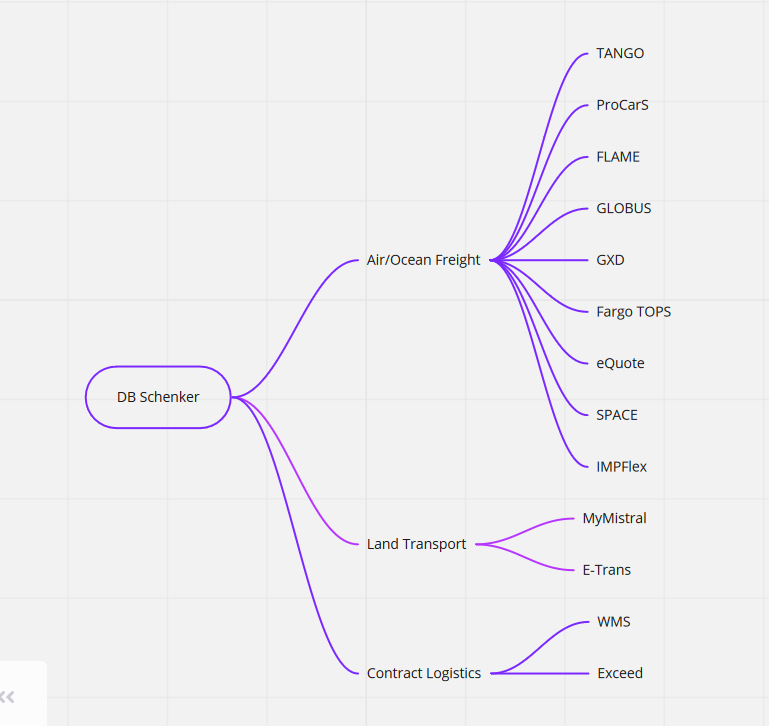 DB Schenker
Air/Ocean Freight
TANGO
ProCarS
FLAME
GLOBUS
GXD
Fargo TOPS
eQuote
SPACE
IMPFlex
Land Transport
MyMistral
E-Trans
Contract Logistics
WMS
Exceed